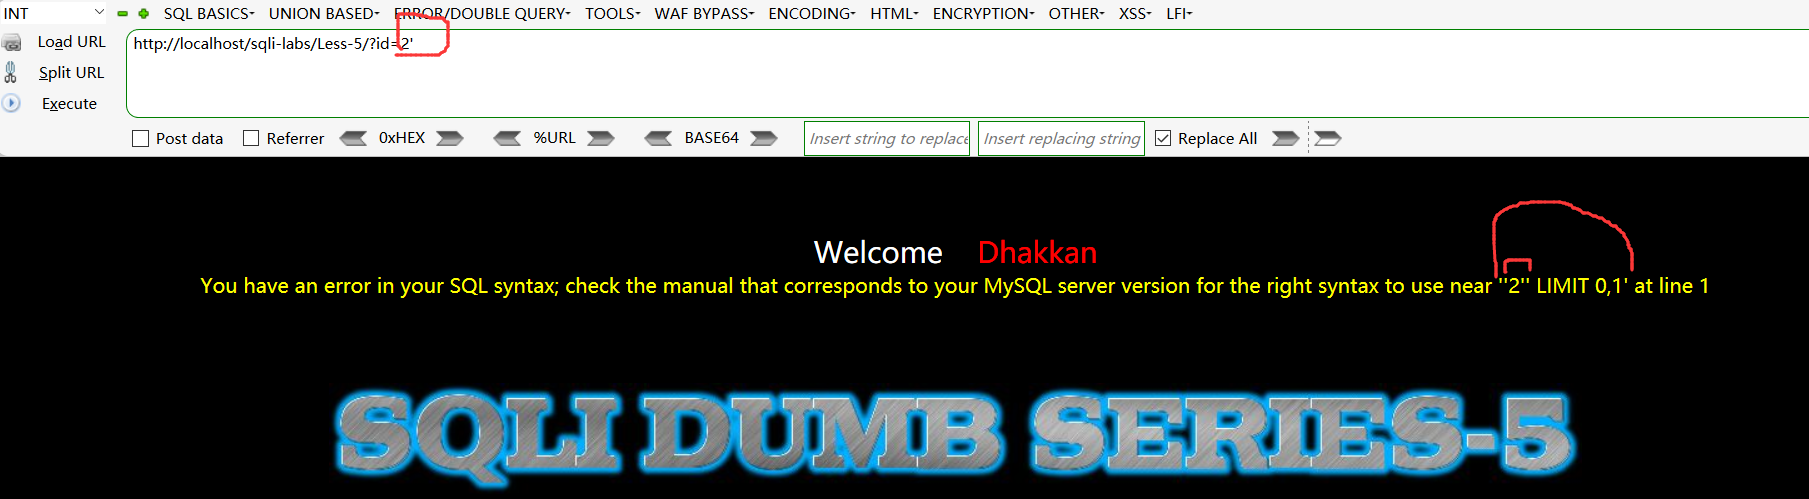 INT SQL BASICS UNION BASED ERROR/DOUBLE QUERY TOOLS WAF BYPASS ENCODING HTML ENCRYPTION OTHER XSS LFI
Load URL http://localhost/sqli-labs/Less-5/?id=2'
Split URL
Execute
Post data Referrer 0xHEX %URL BASE64 Insert string to replace Insert replacing string Replace All
Welcome Dhakkan
You have an error in your SQL syntax; check the manual that corresponds to your MySQL server version for the right syntax to use near ''2'' LIMIT 0,1' at line 1
SQLI DUMB SERIES-5